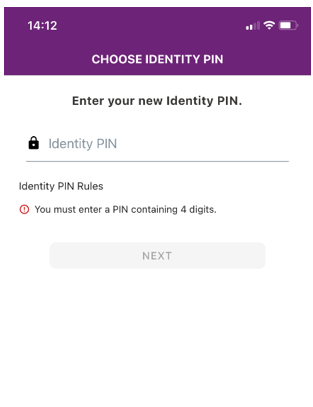 14:12
CHOOSE IDENTITY PIN
Enter your new Identity PIN.
Identity PIN
Identity PIN Rules
You must enter a PIN containing 4 digits.
NEXT